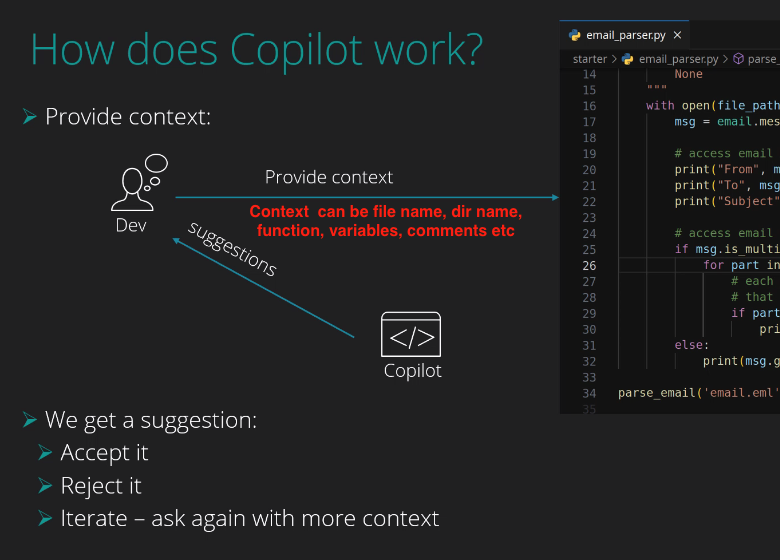 How does Copilot work?
Provide context:
Provide context
Context can be file name, dir name,
function, variables, comments etc
Dev
suggestions
Copilot
We get a suggestion:
Accept it
Reject it
Iterate – ask again with more context
email_parser.py ×
starter > email_parser.py > parse_
14 None
15 """
16 with open(file_path
17 msg = email.mes
18
19 # access email
20 print("From", m
21 print("To", msg
22 print("Subject"
23
24 # access email
25 if msg.is_multi
26 for part in
27 # each
28 # that
29 if part
30 pri
31 else:
32 print(msg.g
33
34 parse_email('email.eml'
35